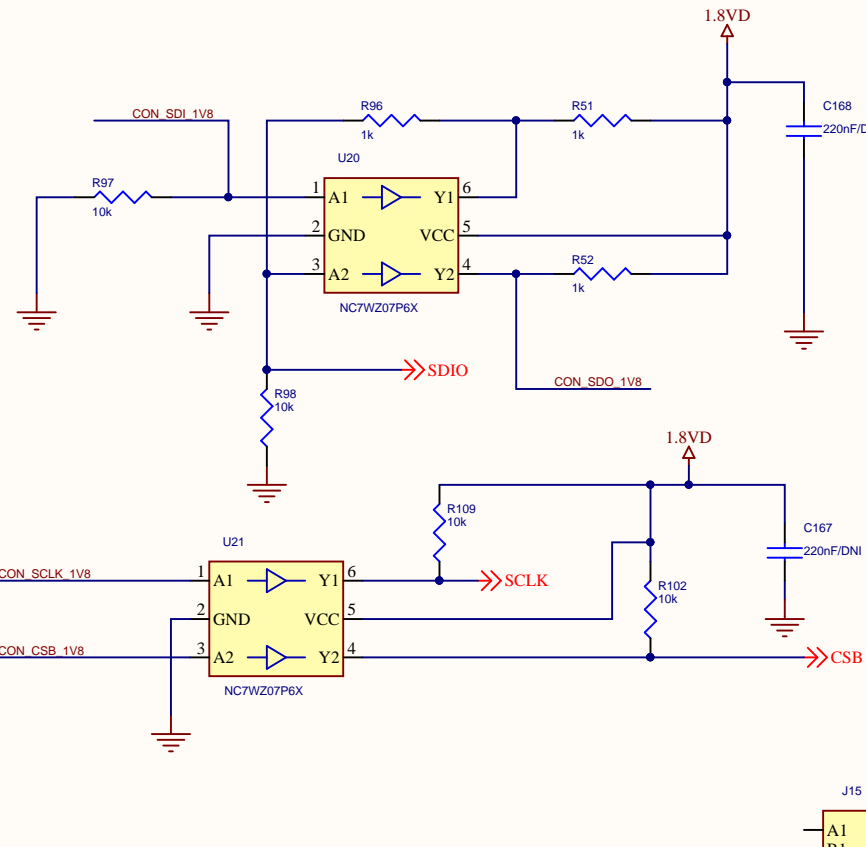 1.8VD
R96
1k
R51
1k
C168
220nF/D
CON_SDI_1V8
U20
R97
10k
1 A1 Y1 6
2 GND VCC 5
3 A2 Y2 4
R52
1k
NC7WZ07P6X
SDIO
CON_SDO_1V8
R98
10k
1.8VD
R109
10k
C167
220nF/DNI
U21
CON_SCLK_1V8
1 A1 Y1 6
SCLK
R102
10k
2 GND VCC 5
CON_CSB_1V8
3 A2 Y2 4
CSB
NC7WZ07P6X
J15
A1
B1